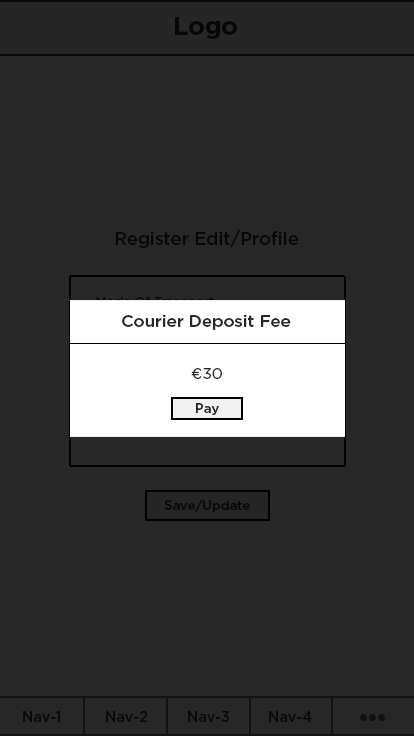 Logo
Register Edit/Profile
Mode Of Transport
Courier Deposit Fee
€30
Pay
Save/Update
Nav-1
Nav-2
Nav-3
Nav-4